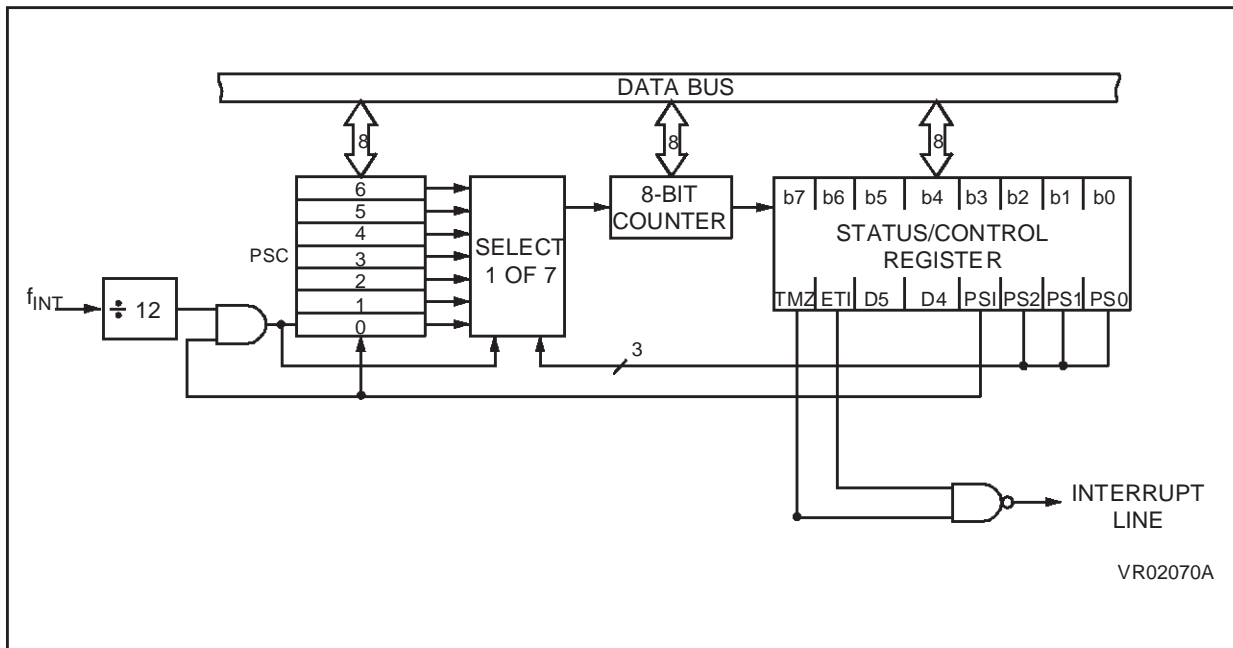 DATA BUS
8
8
8
6
5
4
PSC
3
2
1
0
SELECT
1 OF 7
8-BIT
COUNTER
b7 b6 b5 b4 b3 b2 b1 b0
STATUS/CONTROL
REGISTER
TMZ ETI D5 D4 PSI PS2 PS1 PS0
fINT
÷ 12
3
INTERRUPT
LINE
VR02070A